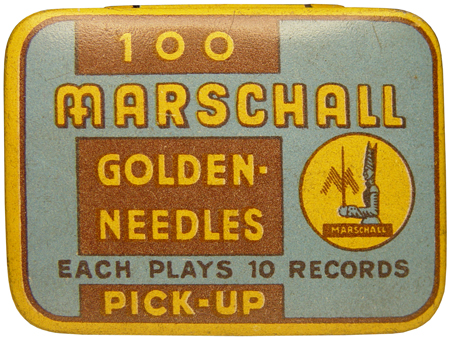 100
MARSCHALL
GOLDEN-
NEEDLES
MARSCHALL
EACH PLAYS 10 RECORDS
PICK-UP